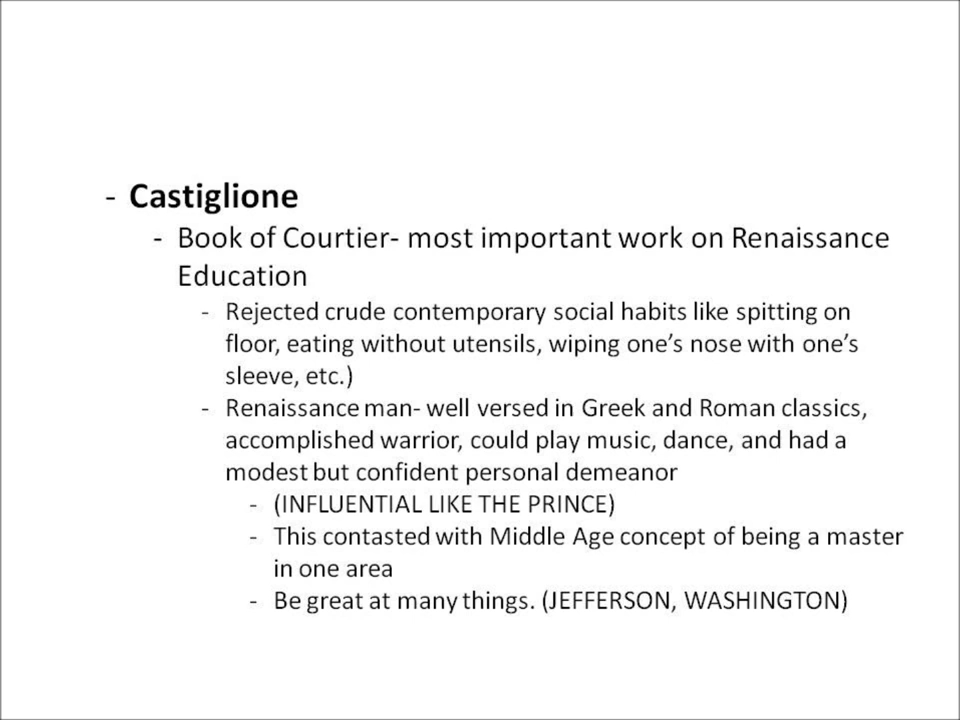 - Castiglione
- Book of Courtier- most important work on Renaissance
Education
- Rejected crude contemporary social habits like spitting on
floor, eating without utensils, wiping one’s nose with one’s
sleeve, etc.)
- Renaissance man- well versed in Greek and Roman classics,
accomplished warrior, could play music, dance, and had a
modest but confident personal demeanor
- (INFLUENTIAL LIKE THE PRINCE)
- This contasted with Middle Age concept of being a master
in one area
- Be great at many things. (JEFFERSON, WASHINGTON)